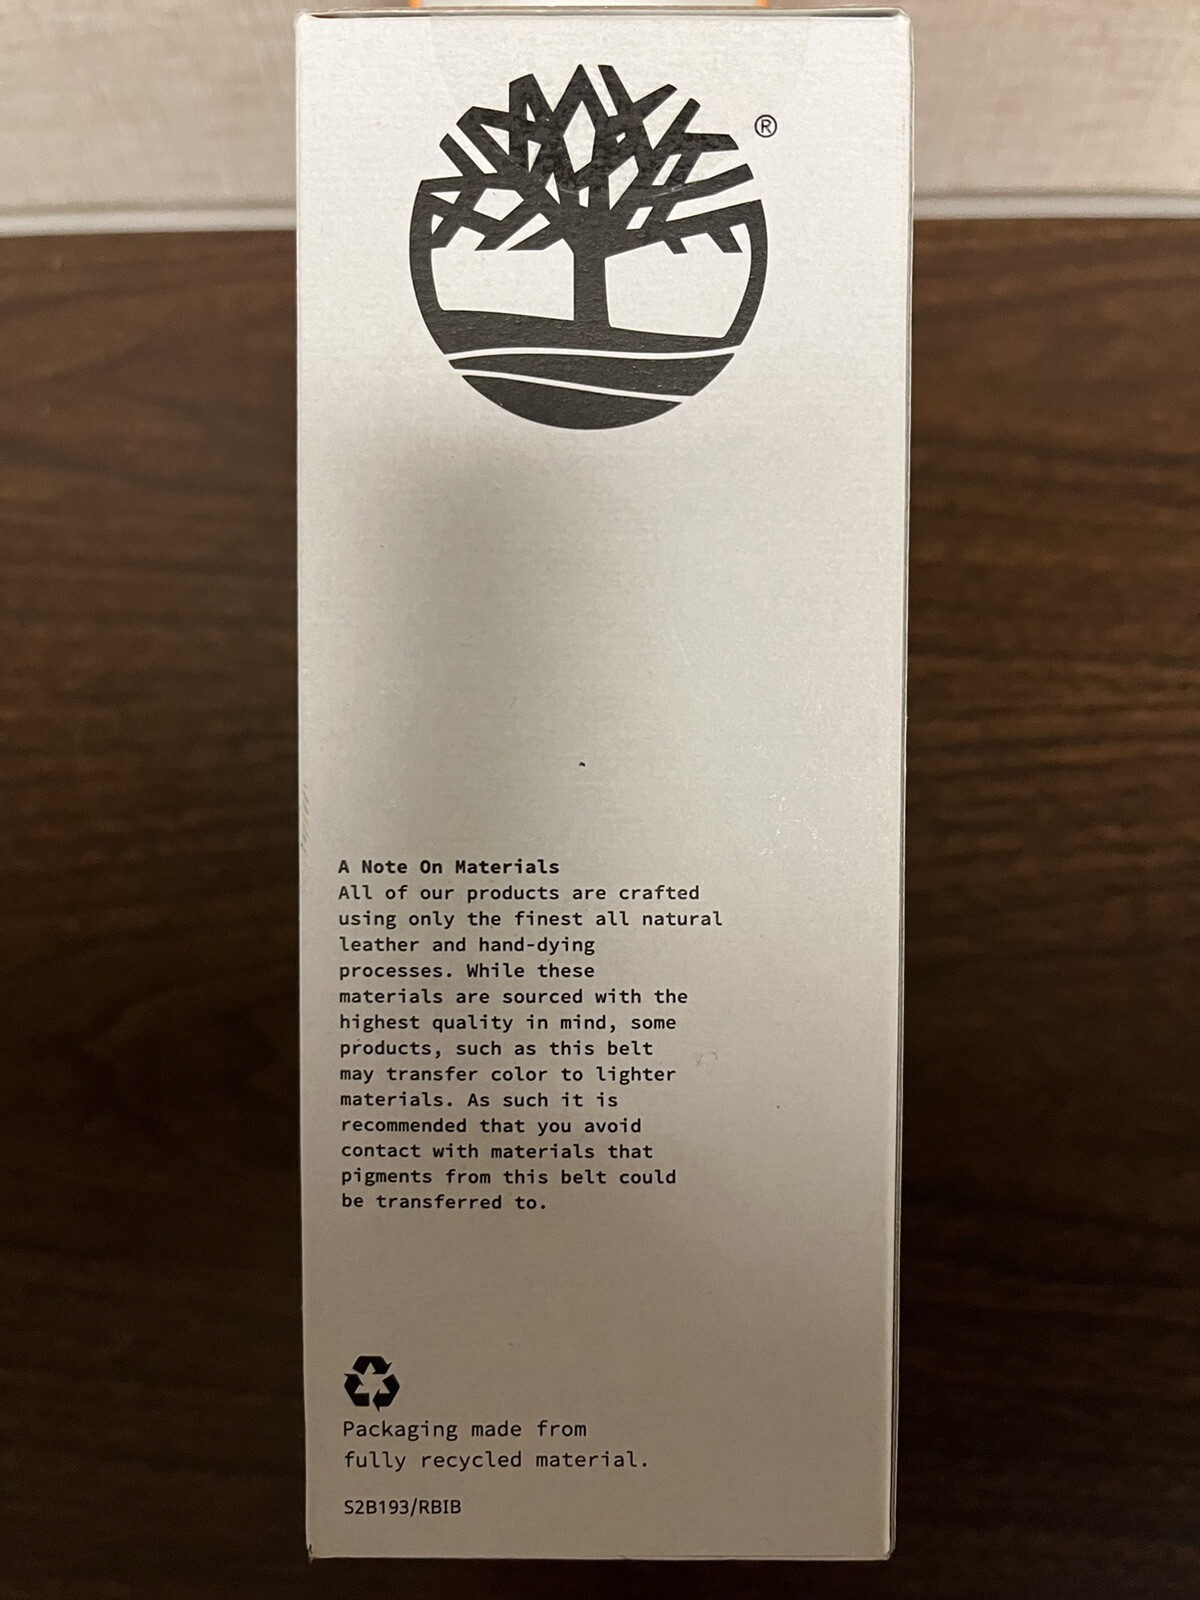 ®
A Note On Materials
All of our products are crafted
using only the finest all natural
leather and hand-dying
processes. While these
materials are sourced with the
highest quality in mind, some
products, such as this belt
may transfer color to lighter
materials. As such it is
recommended that you avoid
contact with materials that
pigments from this belt could
be transferred to.
Packaging made from
fully recycled material.
S2B193/RBIB